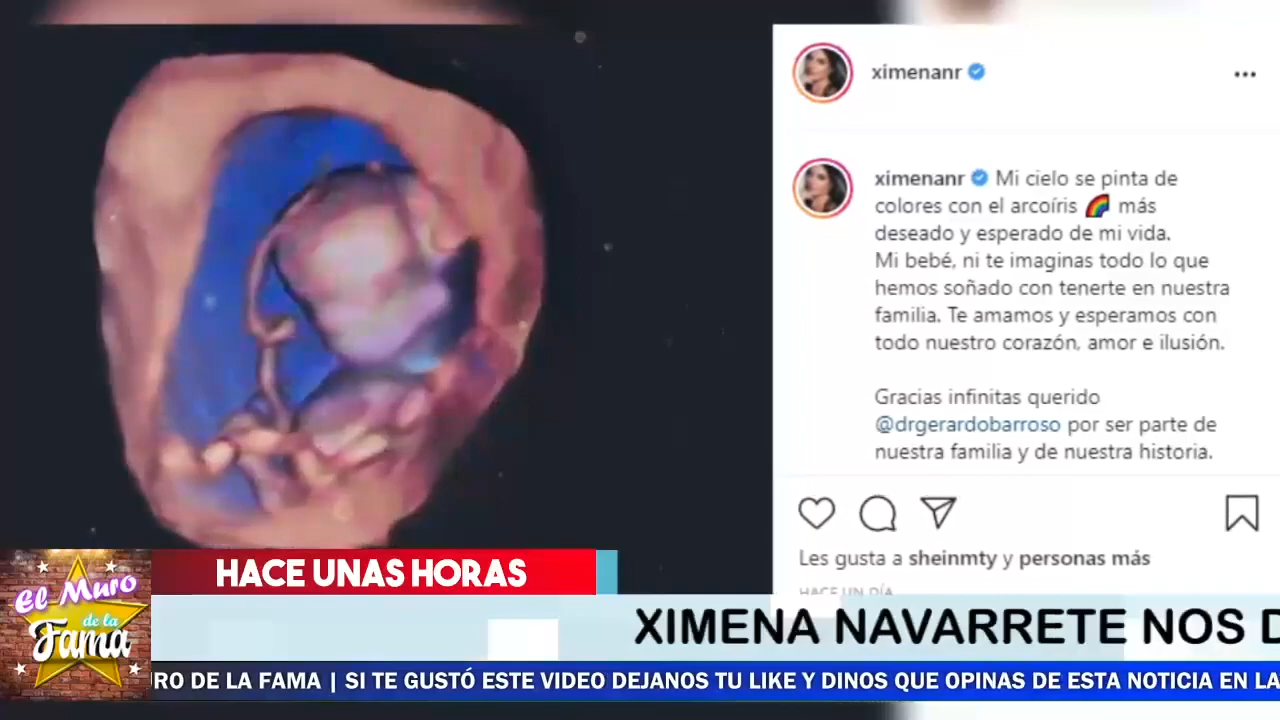 ximenanr
ximenanr Mi cielo se pinta de
colores con el arcoíris 🌈 más
deseado y esperado de mi vida.
Mi bebé, ni te imaginas todo lo que
hemos soñado con tenerte en nuestra
familia. Te amamos y esperamos con
todo nuestro corazón, amor e ilusión.
Gracias infinitas querido
@drgerardobarroso por ser parte de
nuestra familia y de nuestra historia.
Les gusta a sheinmty y personas más
HACE UN DÍA
El Muro
de la
Fama
HACE UNAS HORAS
XIMENA NAVARRETE NOS D
RO DE LA FAMA | SI TE GUSTÓ ESTE VIDEO DEJANOS TU LIKE Y DINOS QUE OPINAS DE ESTA NOTICIA EN LA